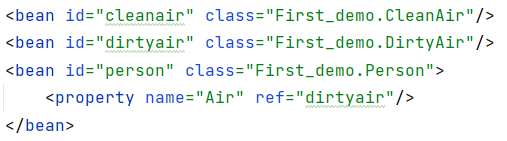 <bean id="cleanair" class="First_demo.CleanAir"/>
<bean id="dirtyair" class="First_demo.DirtyAir"/>
<bean id="person" class="First_demo.Person">
    <property name="Air" ref="dirtyair"/>
</bean>